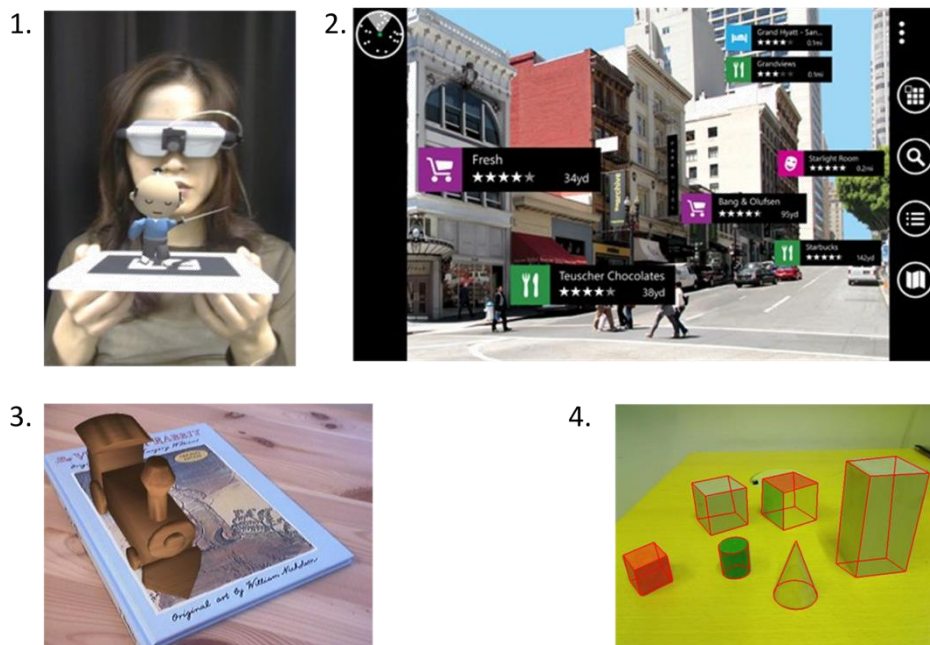 1.
2.
Grand Hyatt - San...
0.1mi
Grandviews
0.1mi
Fresh
34yd
Starlight Room
0.2mi
Bang & Olufsen
95yd
Starbucks
142yd
Teuscher Chocolates
38yd
3.
4.
RABBIT
Original art By William Nicholson